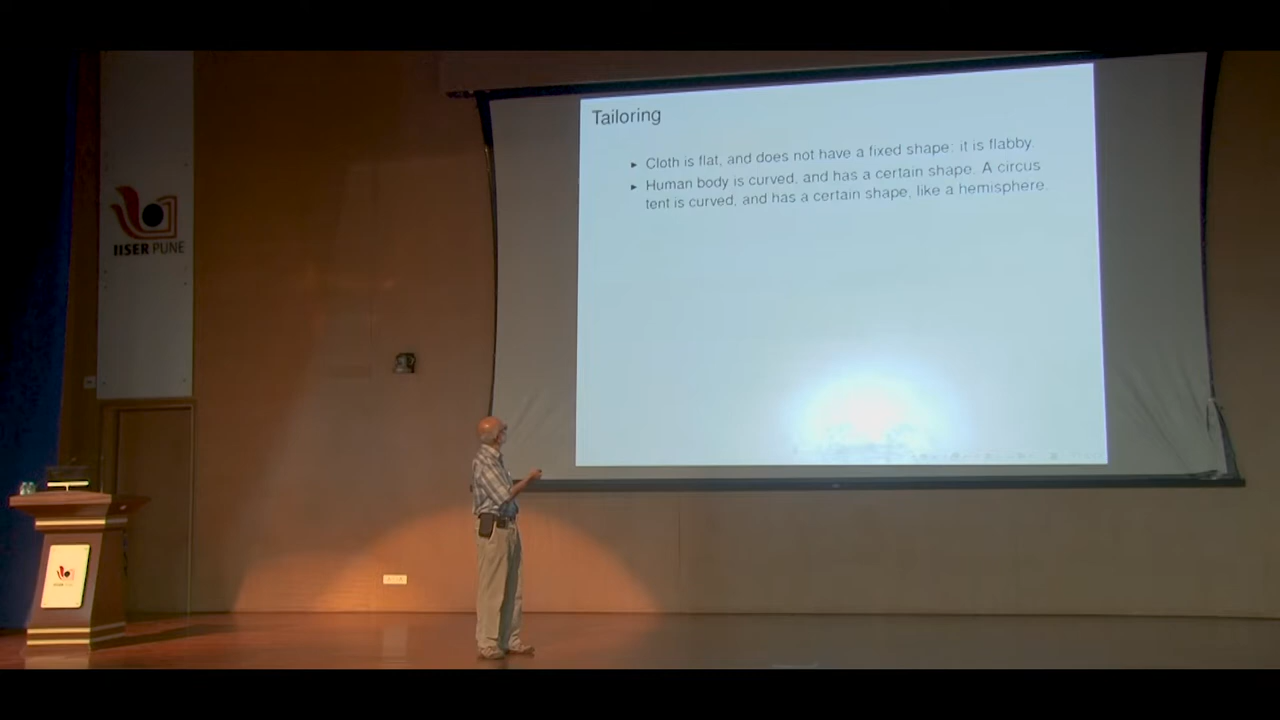 Tailoring
Cloth is flat, and does not have a fixed shape: it is flabby.
Human body is curved, and has a certain shape. A circus
tent is curved, and has a certain shape, like a hemisphere.
IISER PUNE